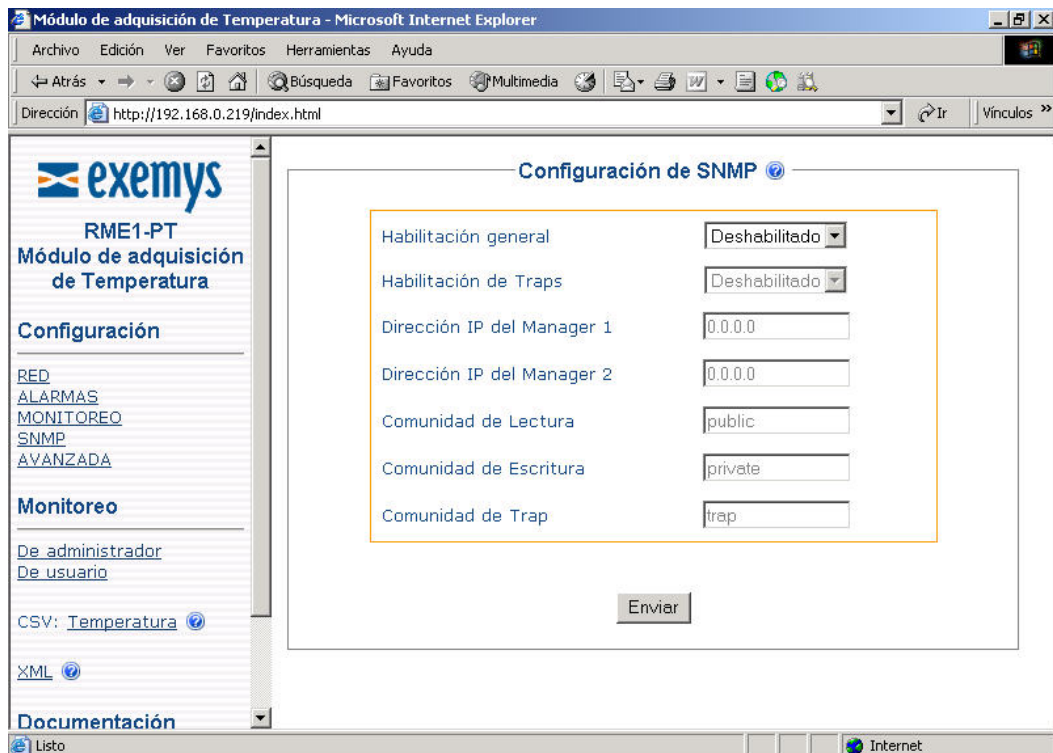 Módulo de adquisición de Temperatura - Microsoft Internet Explorer
Archivo Edición Ver Favoritos Herramientas Ayuda
Atrás Búsqueda Favoritos Multimedia
Dirección http://192.168.0.219/index.html Ir Vínculos »
exemys
RME1-PT
Módulo de adquisición
de Temperatura
Configuración
RED
ALARMAS
MONITOREO
SNMP
AVANZADA
Monitoreo
De administrador
De usuario
CSV: Temperatura ?
XML ?
Documentación
Configuración de SNMP ?
Habilitación general Deshabilitado
Habilitación de Traps Deshabilitado
Dirección IP del Manager 1 0.0.0.0
Dirección IP del Manager 2 0.0.0.0
Comunidad de Lectura public
Comunidad de Escritura private
Comunidad de Trap trap
Enviar
Listo Internet